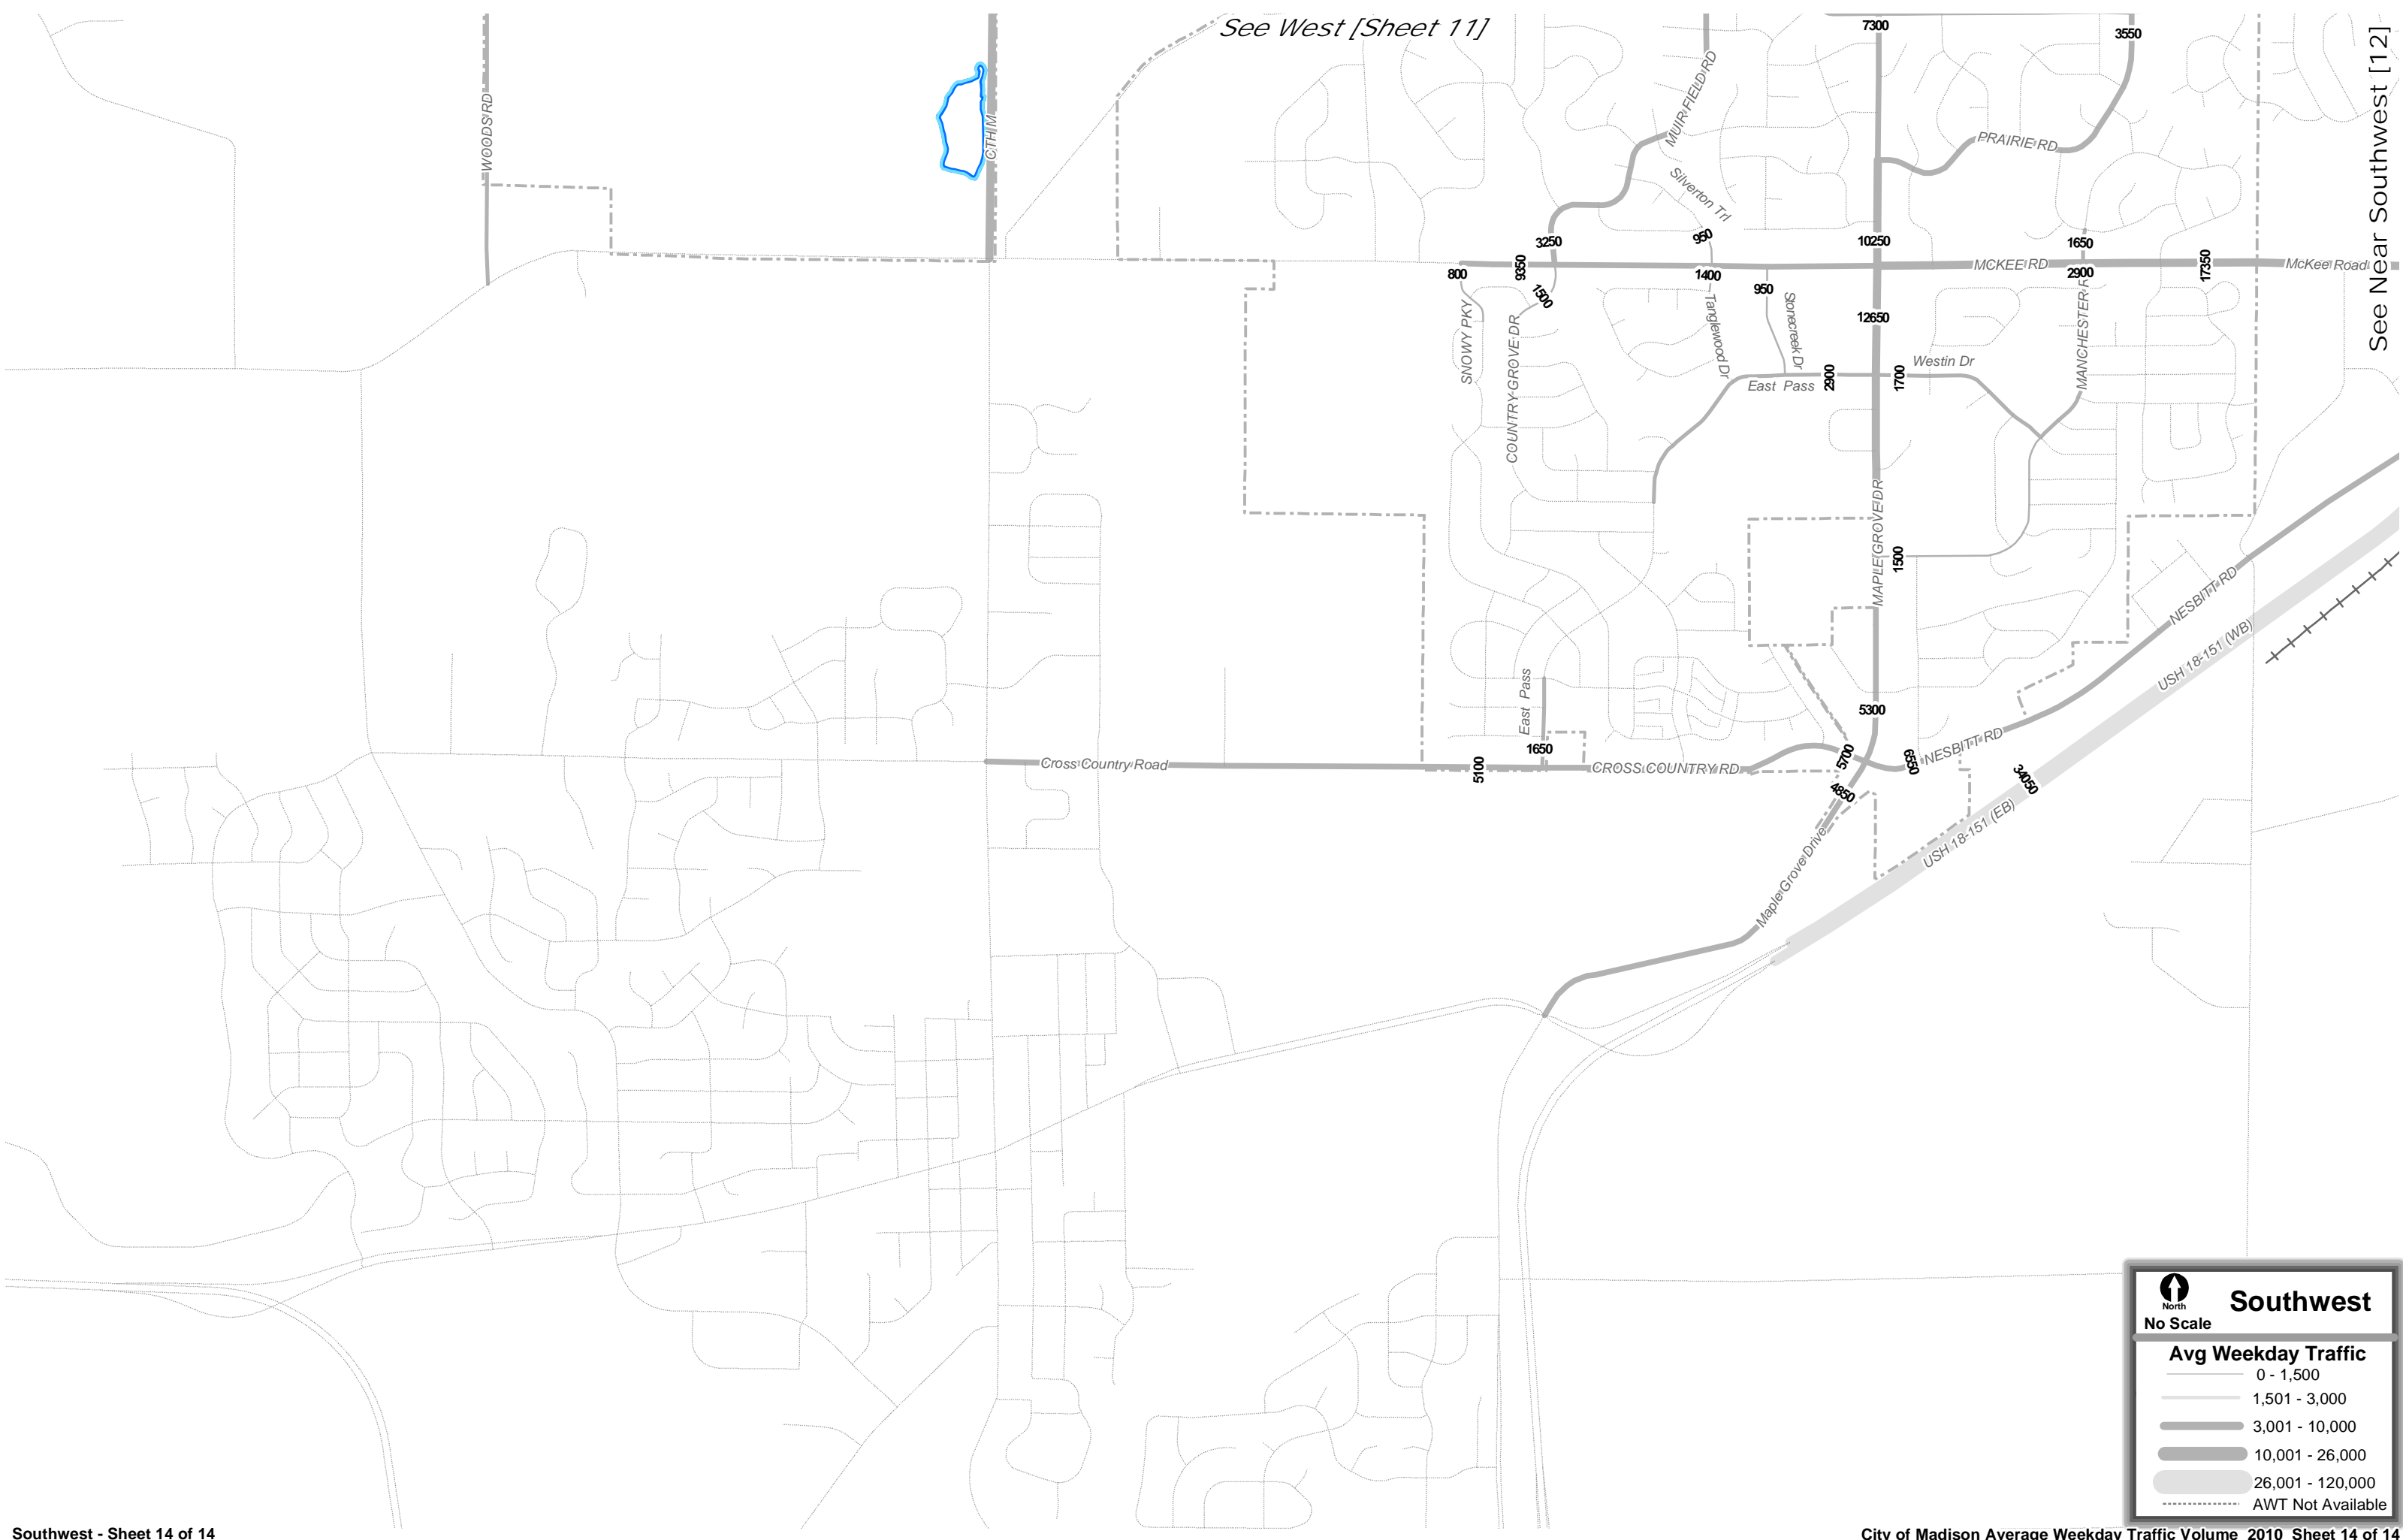 See West [Sheet 11]
7300
3550
See Near Southwest [12]
WOODS RD
CTH M
MUIR FIELD RD
PRAIRIE RD
Silverton Trl
3250
950
10250
1650
17350
800
9350
1400
MCKEE RD
2900
McKee Road
1500
950
12650
SNOWY PKY
COUNTRY GROVE DR
Tanglewood Dr
Stonecreek Dr
MANCHESTER R
East Pass
2900
1700
Westin Dr
MAPLE GROVE DR
1500
NESBITT RD
USH 18-151 (WB)
East Pass
5300
1650
Cross Country Road
5100
CROSS COUNTRY RD
5700
6550
NESBITT RD
34050
4850
USH 18-151 (EB)
Maple Grove Drive
North
No Scale
Southwest
Avg Weekday Traffic
0 - 1,500
1,501 - 3,000
3,001 - 10,000
10,001 - 26,000
26,001 - 120,000
AWT Not Available
Southwest - Sheet 14 of 14
City of Madison Average Weekday Traffic Volume 2010 Sheet 14 of 14